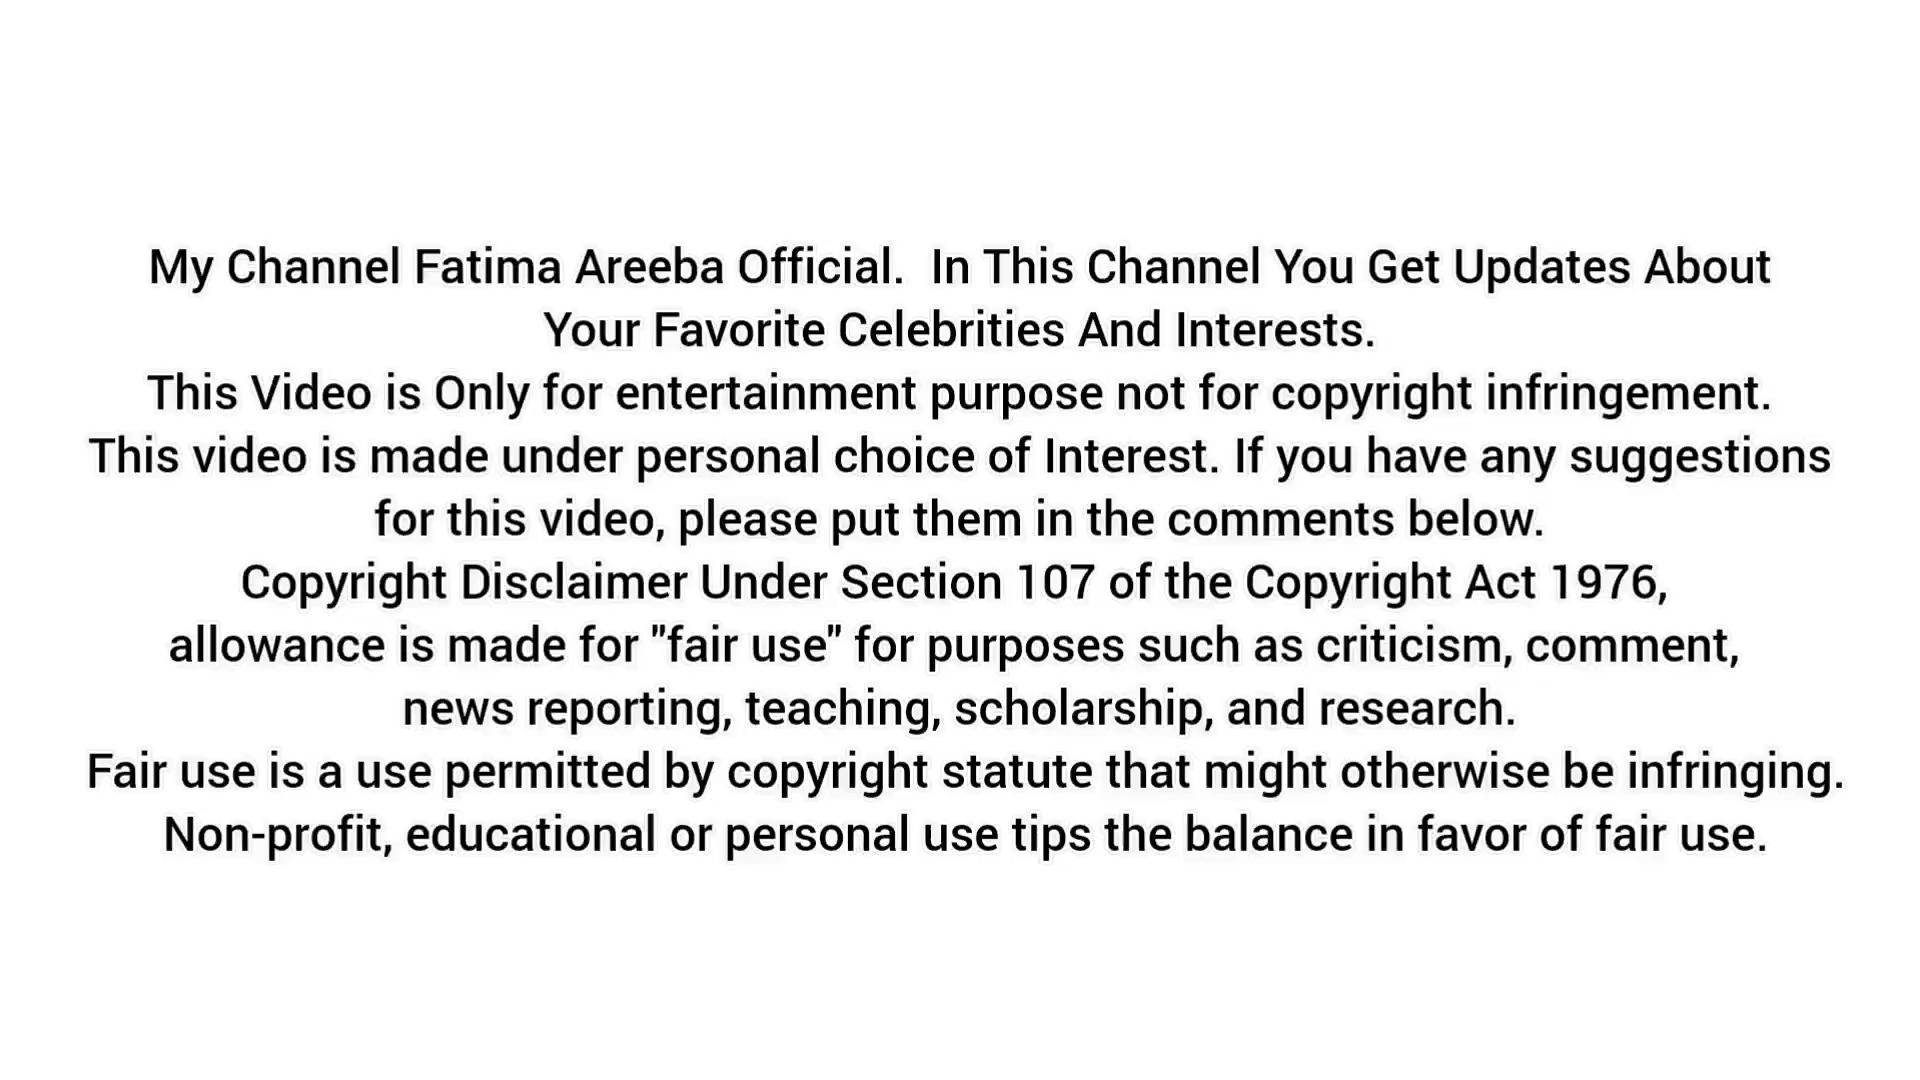 My Channel Fatima Areeba Official.  In This Channel You Get Updates About
Your Favorite Celebrities And Interests.
This Video is Only for entertainment purpose not for copyright infringement.
This video is made under personal choice of Interest. If you have any suggestions
for this video, please put them in the comments below.
Copyright Disclaimer Under Section 107 of the Copyright Act 1976,
allowance is made for "fair use" for purposes such as criticism, comment,
news reporting, teaching, scholarship, and research.
Fair use is a use permitted by copyright statute that might otherwise be infringing.
Non-profit, educational or personal use tips the balance in favor of fair use.